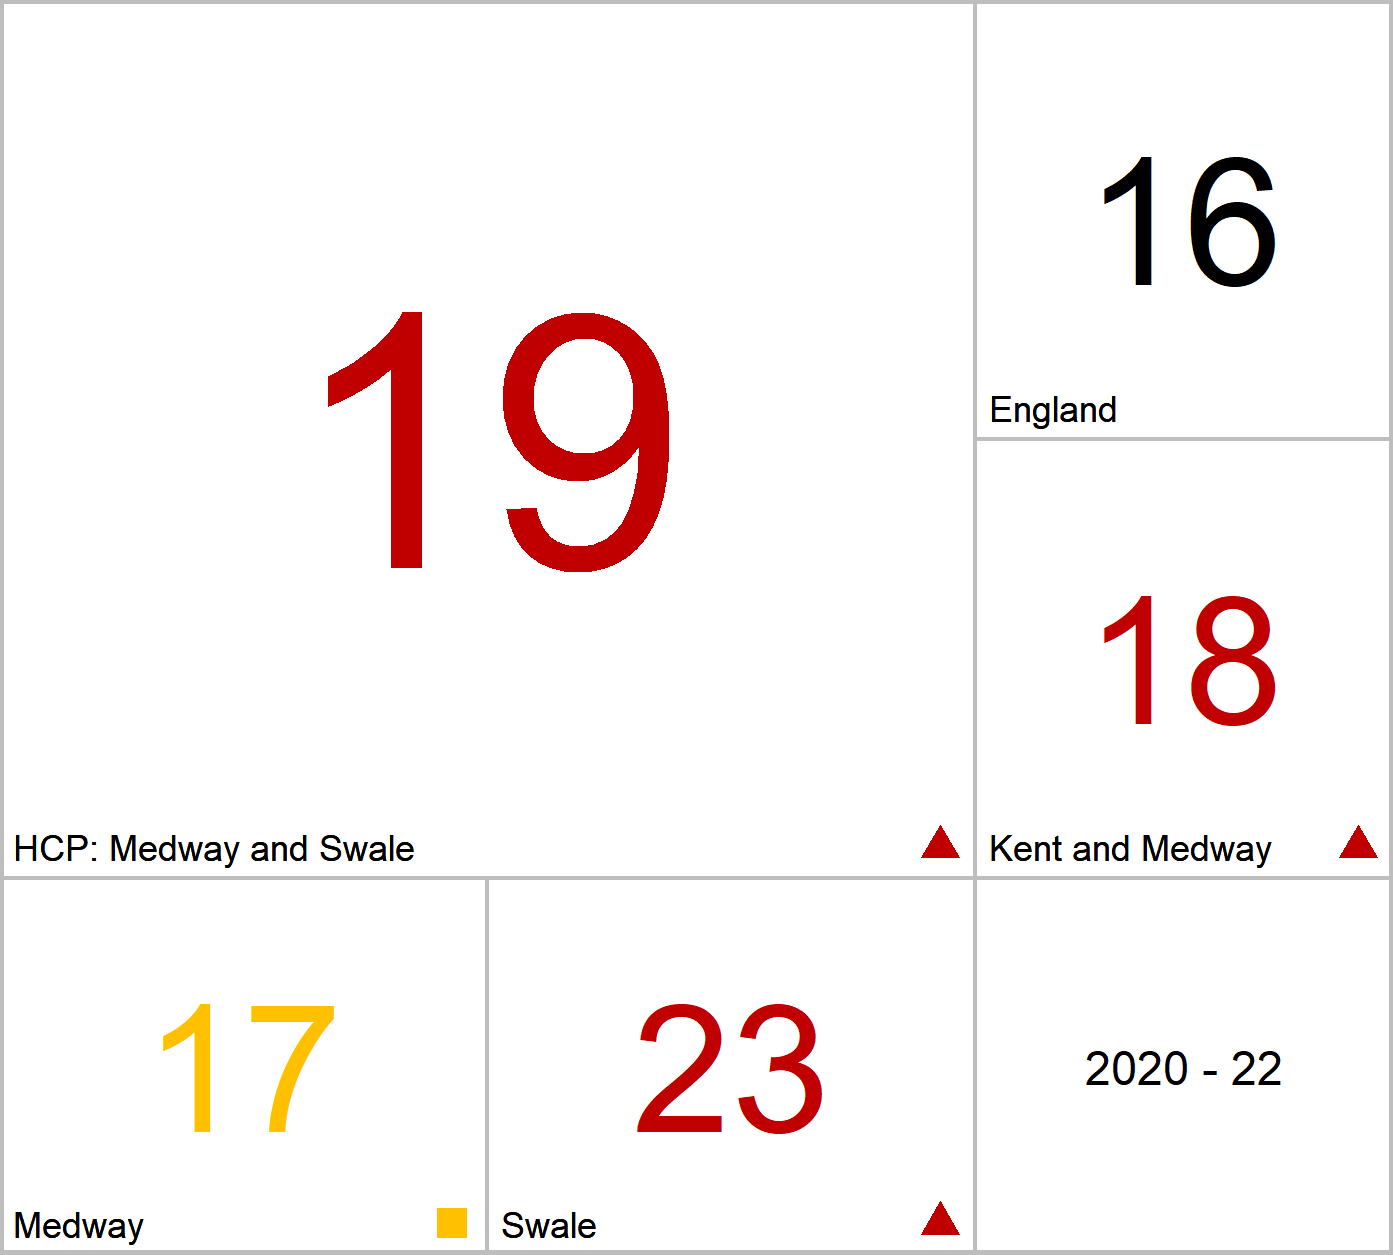 19
HCP: Medway and Swale
16
England
18
Kent and Medway
17
Medway
23
Swale
2020 - 22